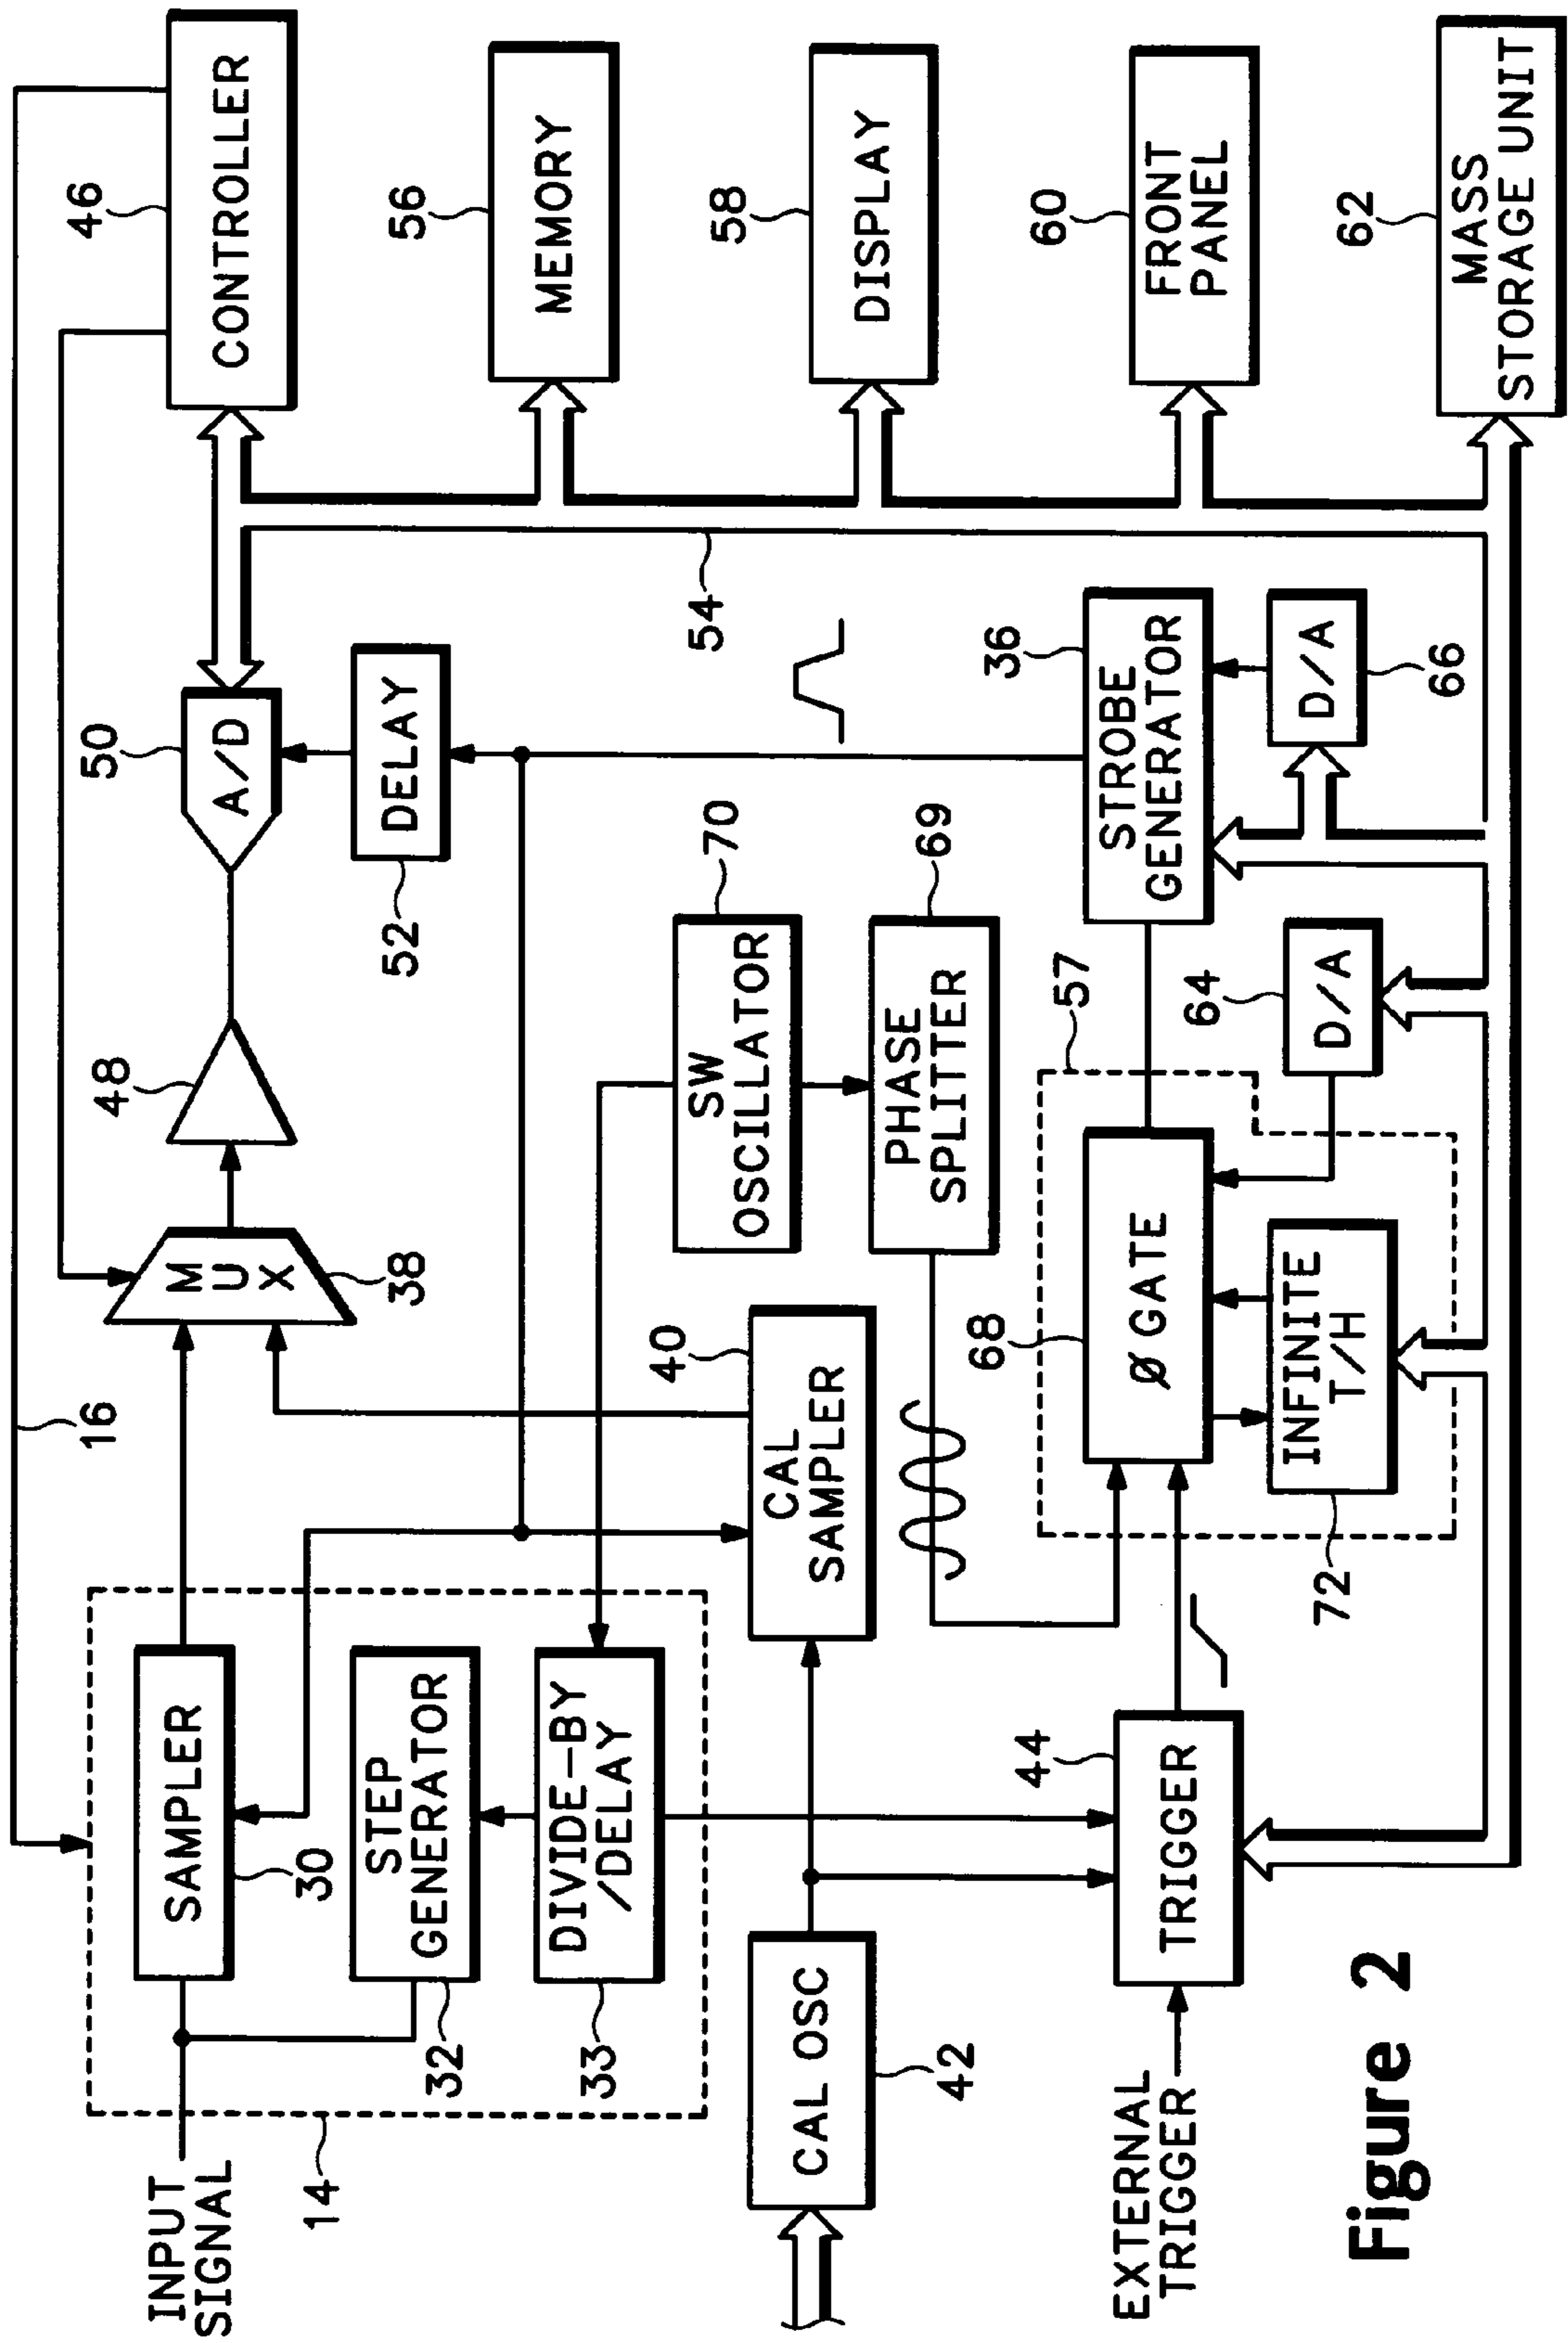 INPUT
SIGNAL
14
SAMPLER
30
STEP
GENERATOR
32
DIVIDE-BY
/DELAY
33
16
MUX
38
48
A/D
50
DELAY
52
CONTROLLER
46
MEMORY
56
DISPLAY
58
FRONT
PANEL
60
MASS
STORAGE UNIT
62
54
CAL OSC
42
CAL
SAMPLER
40
SW
OSCILLATOR
70
PHASE
SPLITTER
69
EXTERNAL
TRIGGER
TRIGGER
44
57
Ø GATE
68
INFINITE
T/H
72
STROBE
GENERATOR
36
D/A
64
D/A
66
Figure 2